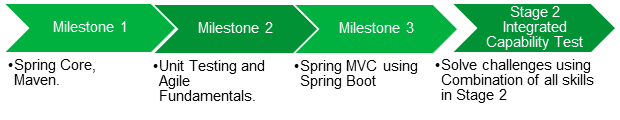 Milestone 1
Milestone 2
Milestone 3
Stage 2
Integrated
Capability Test
•Spring Core,
Maven.
•Unit Testing and
Agile
Fundamentals.
•Spring MVC using
Spring Boot
•Solve challenges using
Combination of all skills
in Stage 2